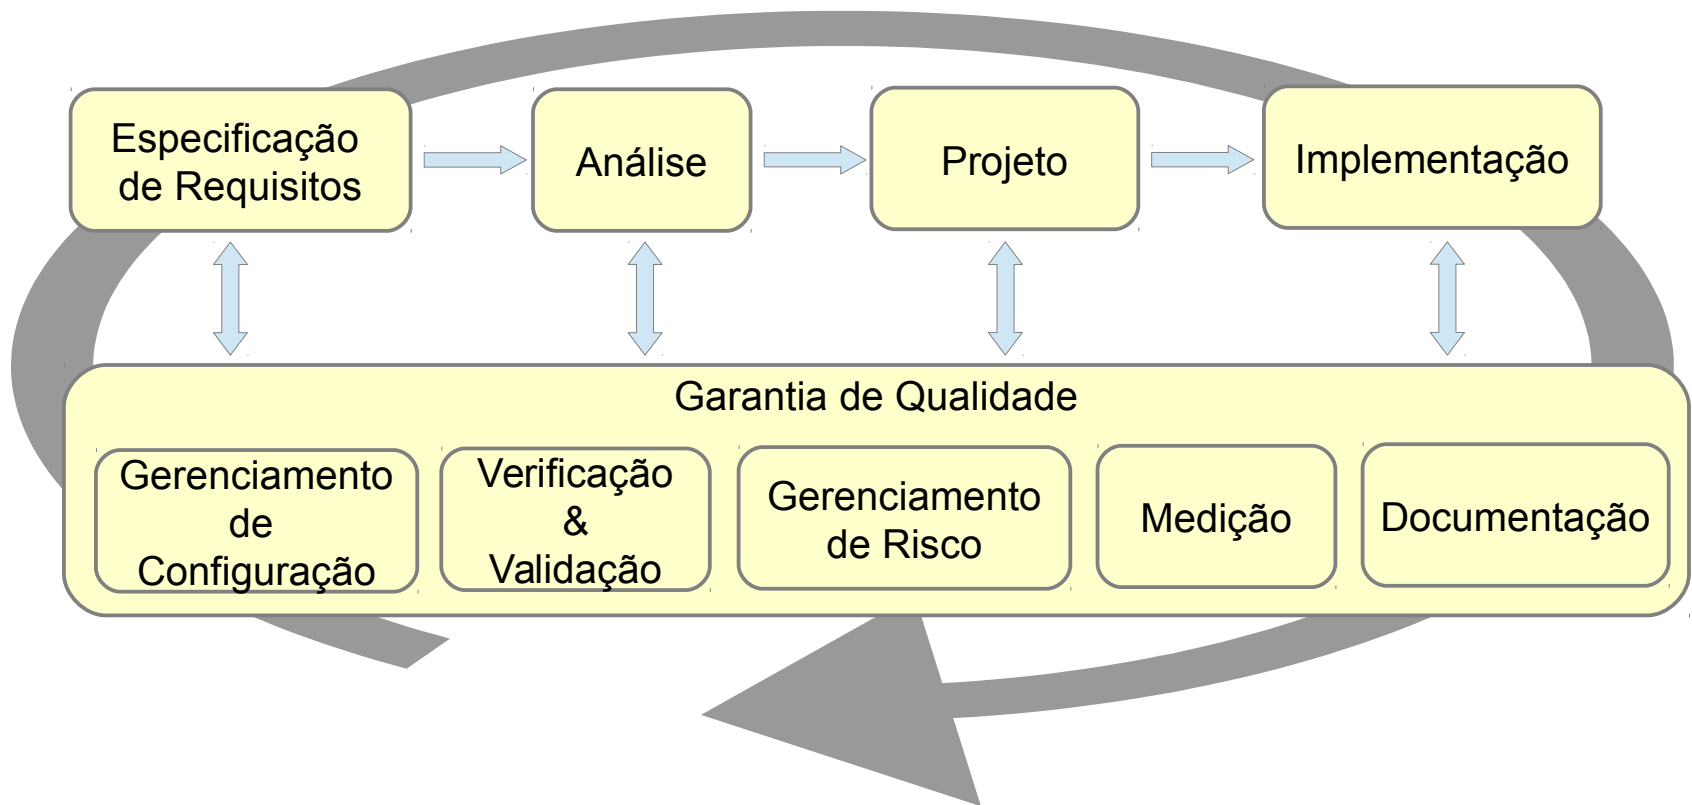 Especificação
de Requisitos
Análise
Projeto
Implementação
Garantia de Qualidade
Gerenciamento
de
Configuração
Verificação
&
Validação
Gerenciamento
de Risco
Medição
Documentação